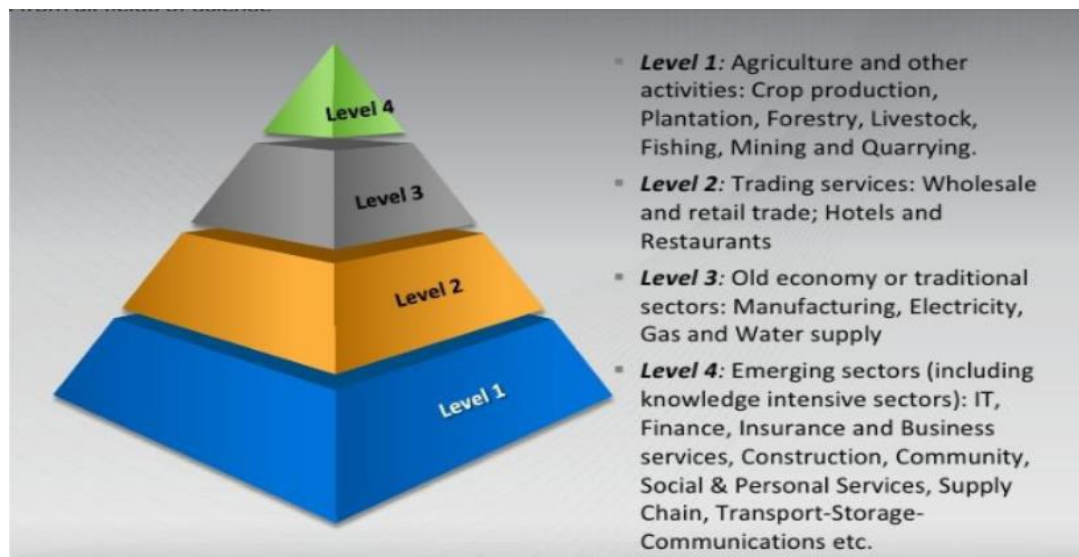 Level 4
Level 3
Level 2
Level 1
Level 1: Agriculture and other
activities: Crop production,
Plantation, Forestry, Livestock,
Fishing, Mining and Quarrying.
Level 2: Trading services: Wholesale
and retail trade; Hotels and
Restaurants
Level 3: Old economy or traditional
sectors: Manufacturing, Electricity,
Gas and Water supply
Level 4: Emerging sectors (including
knowledge intensive sectors): IT,
Finance, Insurance and Business
services, Construction, Community,
Social & Personal Services, Supply
Chain, Transport-Storage-
Communications etc.